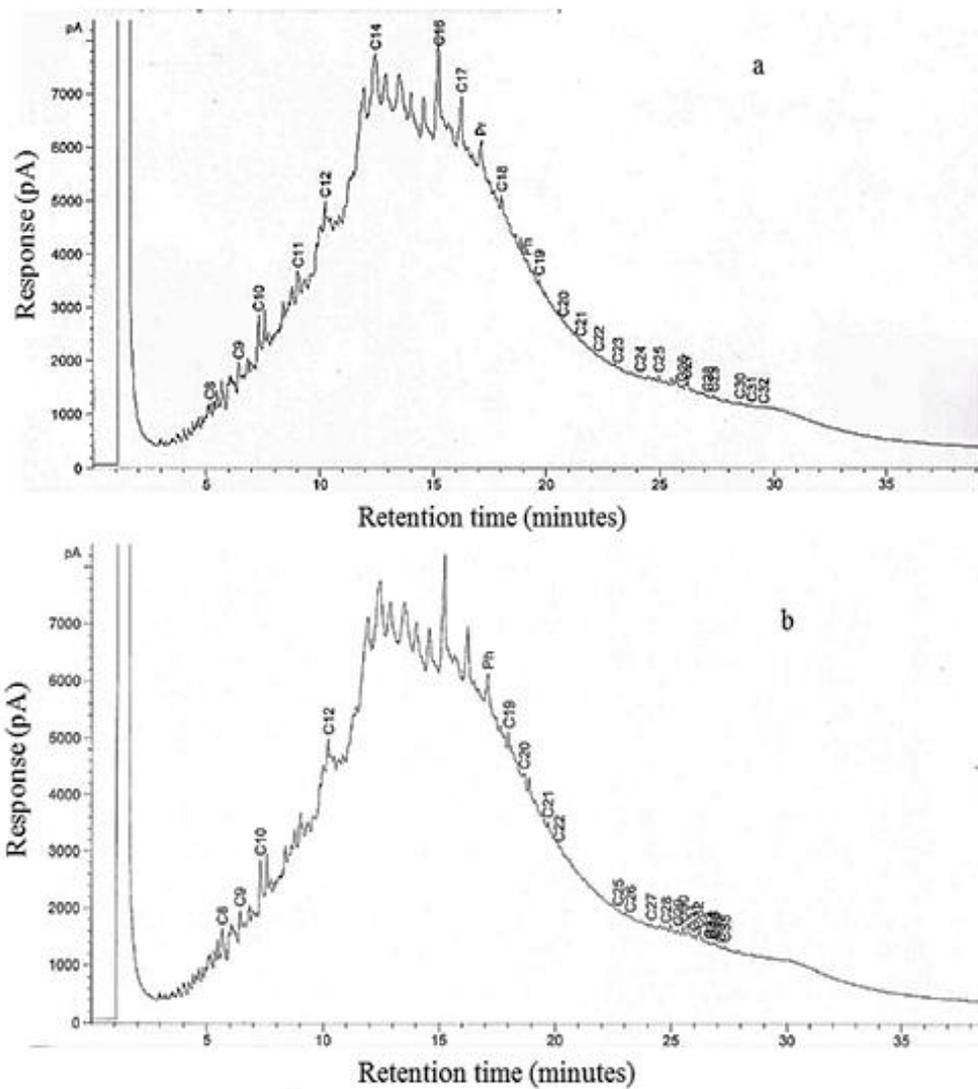 pA
a
C14
C16
C17
Pr
C18
C12
Ph
C19
C11
C10
C20
C21
C22
C9
C23
C24
C25
C8
C30
C31
C32
7000
6000
5000
4000
3000
2000
1000
0
Response (pA)
5 10 15 20 25 30 35
Retention time (minutes)
pA
b
Ph
C19
C12
C20
C21
C22
C10
C25
C26
C8
C9
C27
C28
7000
6000
5000
4000
3000
2000
1000
0
Response (pA)
5 10 15 20 25 30 35
Retention time (minutes)